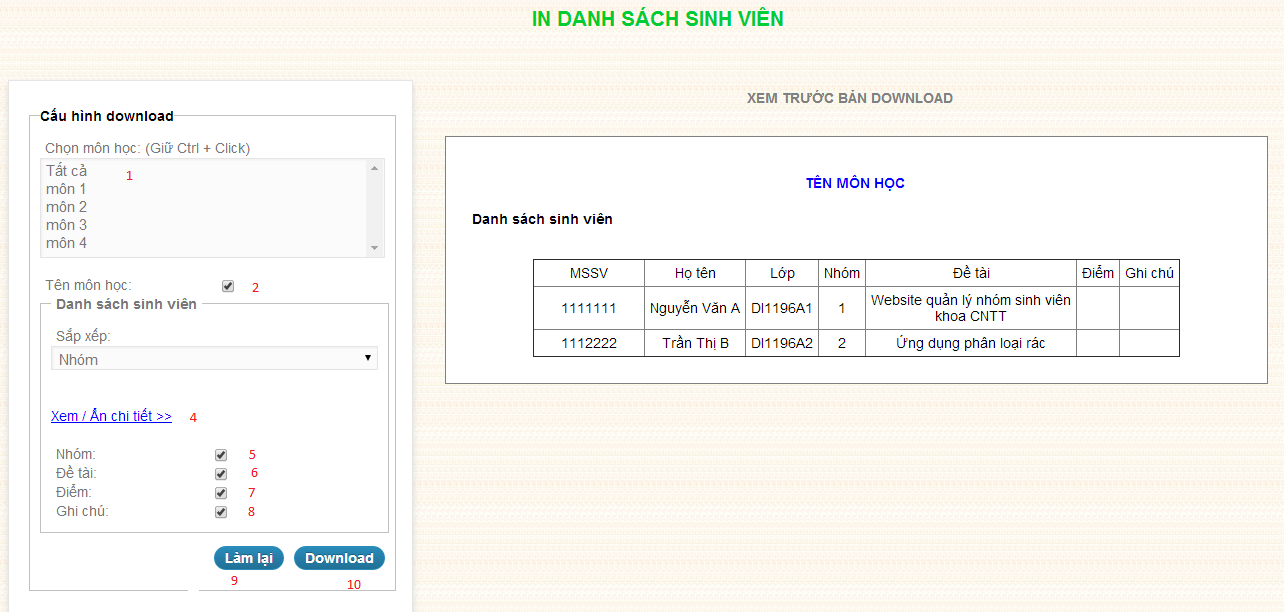 IN DANH SÁCH SINH VIÊN
Cấu hình download
Chọn môn học: (Giữ Ctrl + Click)
Tất cả 1
môn 1
môn 2
môn 3
môn 4
Tên môn học: 2
Danh sách sinh viên
Sắp xếp:
Nhóm
Xem / Ẩn chi tiết >> 4
Nhóm: 5
Đề tài: 6
Điểm: 7
Ghi chú: 8
Làm lại Download
9 10
XEM TRƯỚC BẢN DOWNLOAD
TÊN MÔN HỌC
Danh sách sinh viên
MSSV Họ tên Lớp Nhóm Đề tài Điểm Ghi chú
1111111 Nguyễn Văn A DI1196A1 1 Website quản lý nhóm sinh viên
khoa CNTT
1112222 Trần Thị B DI1196A2 2 Ứng dụng phân loại rác